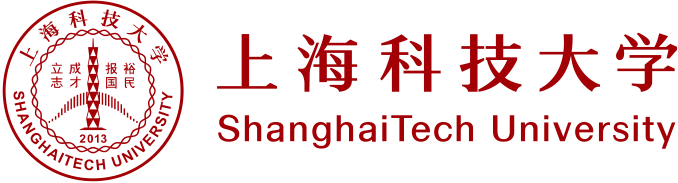 上海科技大学
立志 成才 报国 裕民
2013
SHANGHAITECH UNIVERSITY
上海科技大学
ShanghaiTech University